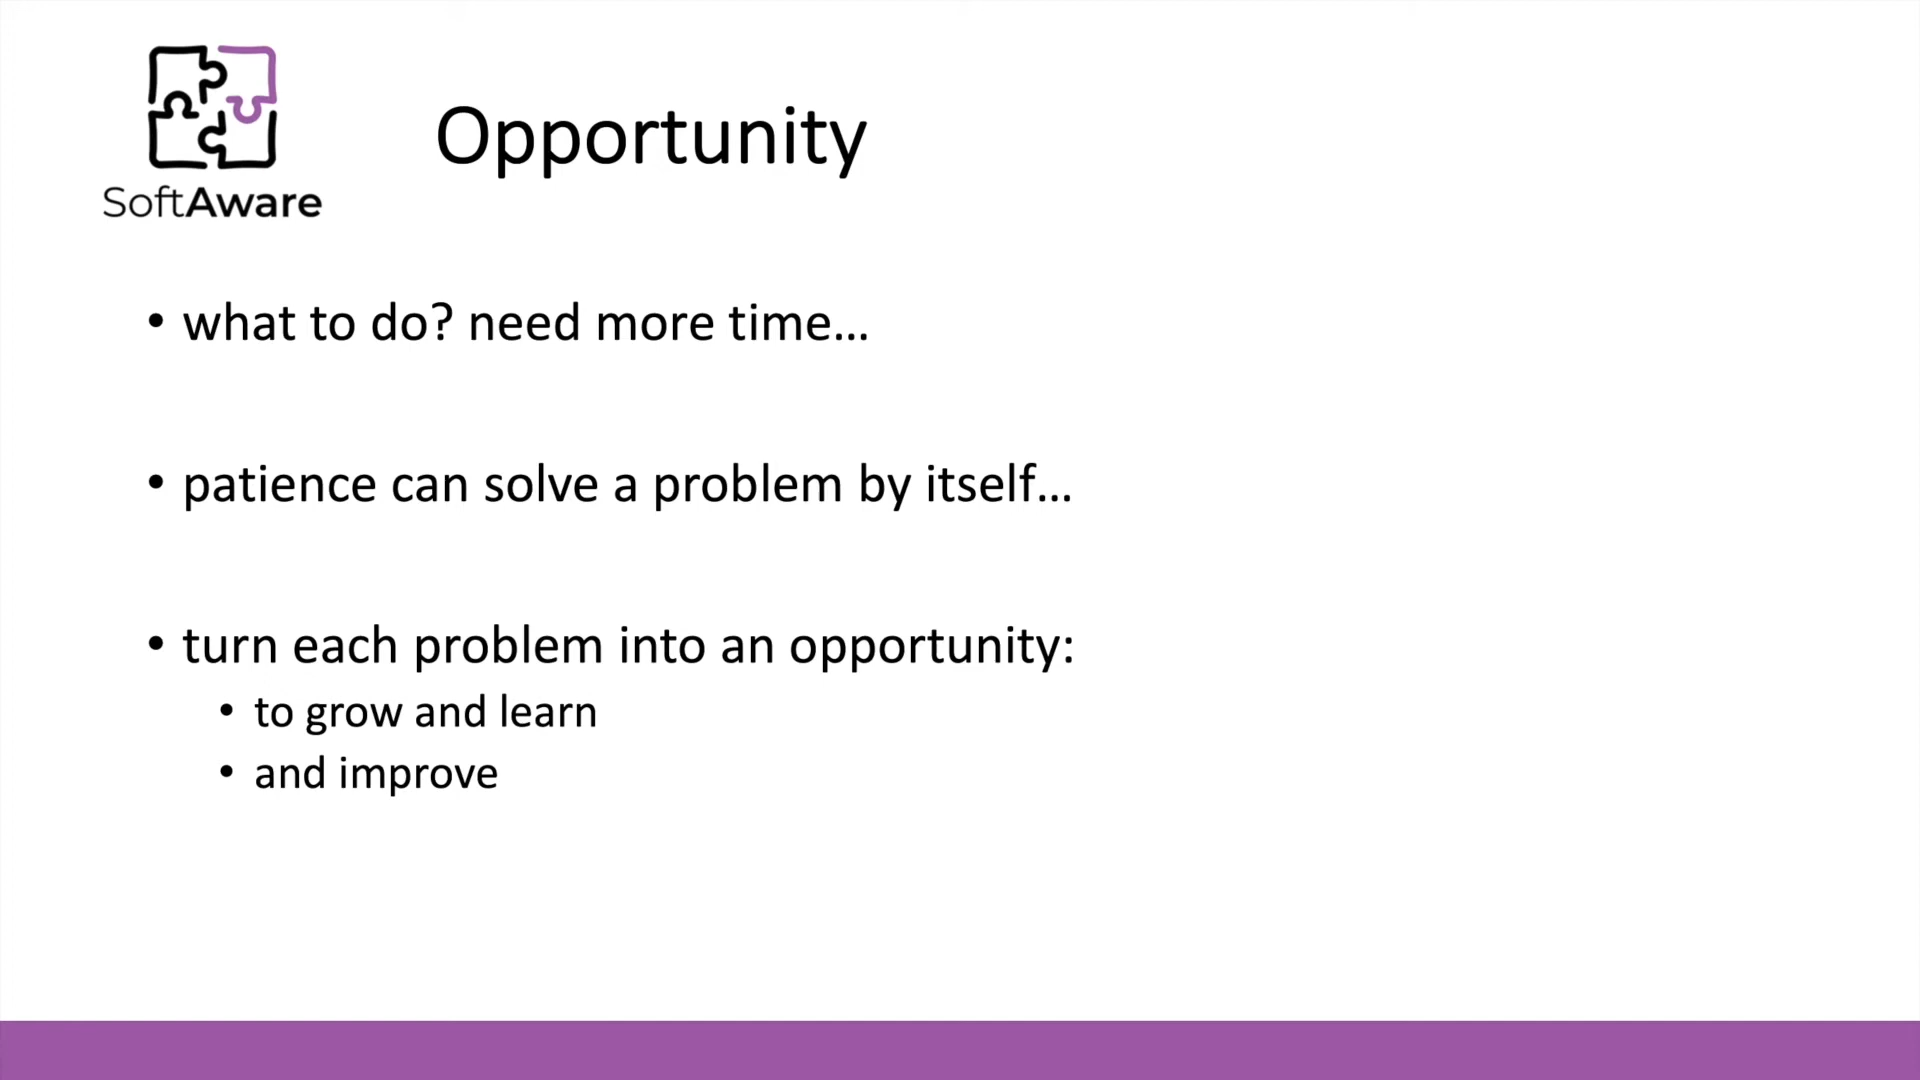 SoftAware
Opportunity
• what to do? need more time...
• patience can solve a problem by itself...
• turn each problem into an opportunity:
• to grow and learn
• and improve